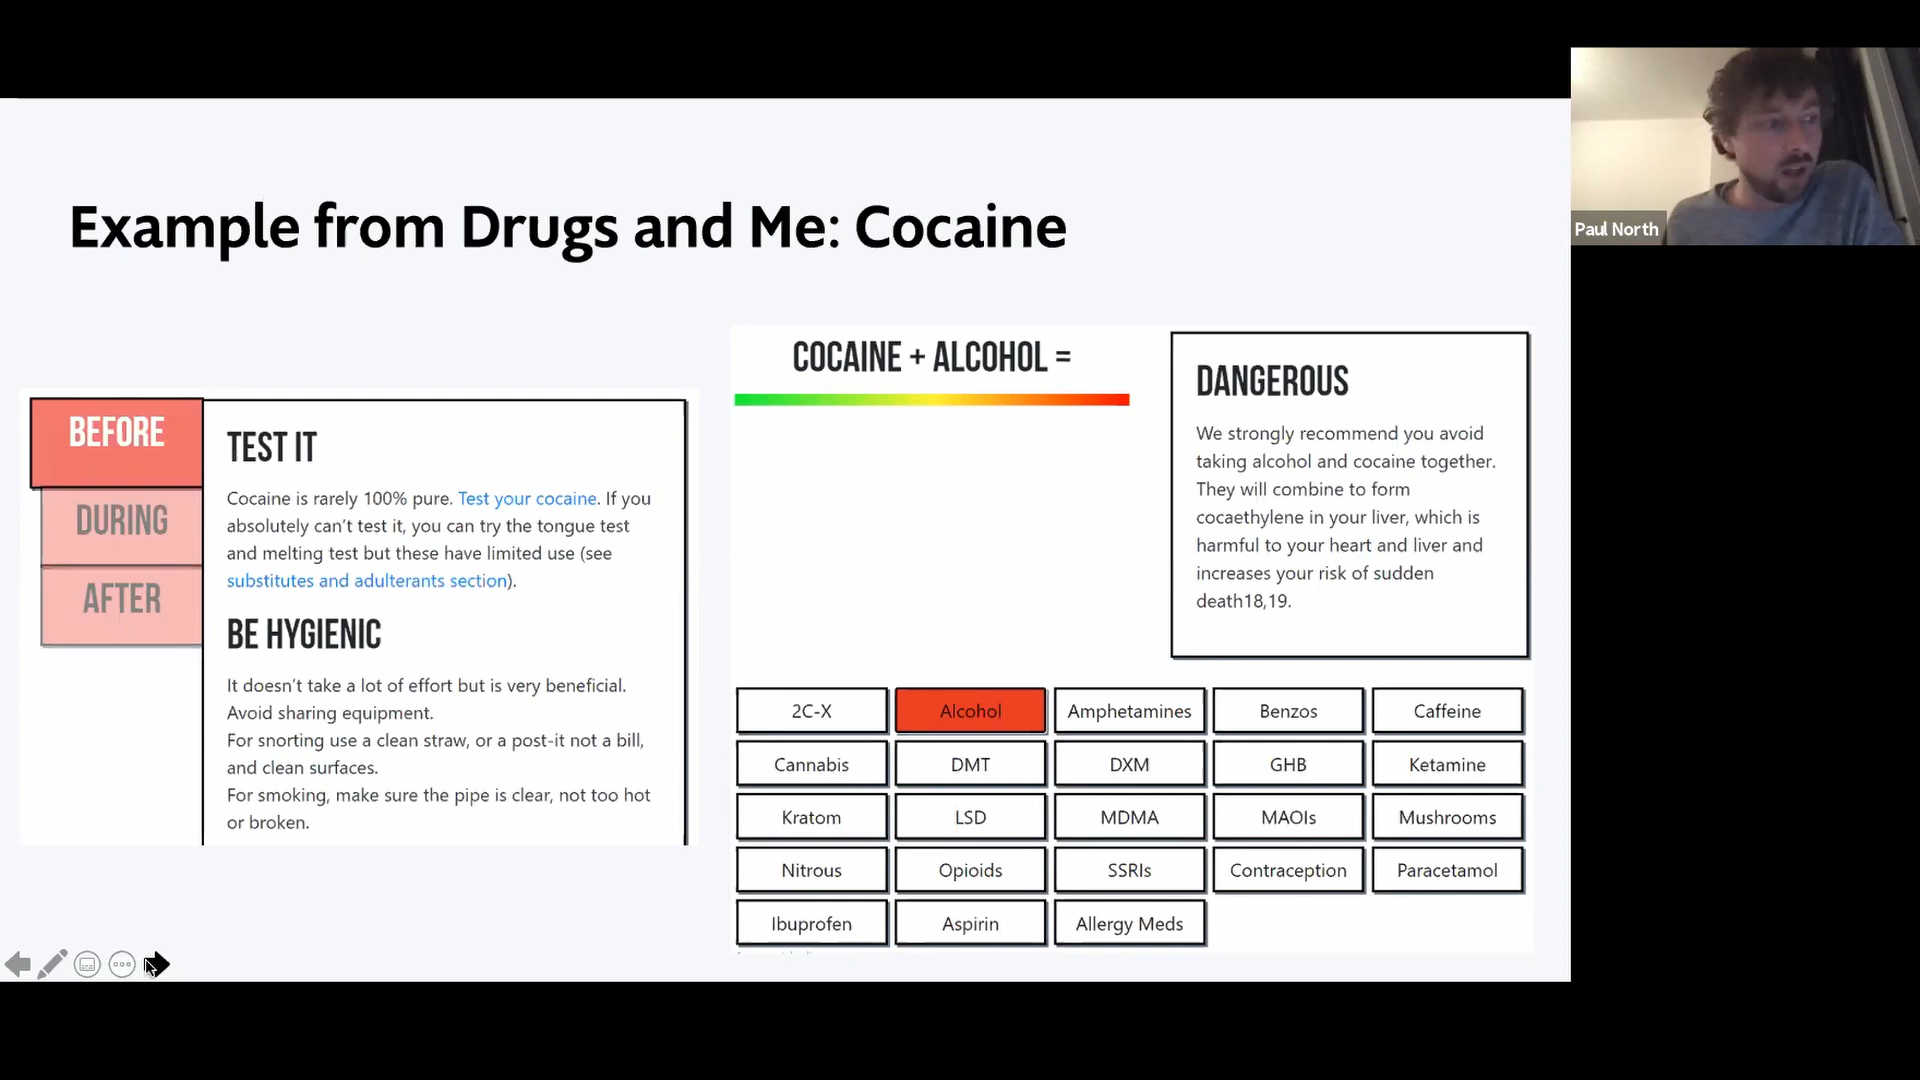 Example from Drugs and Me: Cocaine
Paul North
BEFORE
DURING
AFTER
TEST IT
Cocaine is rarely 100% pure. Test your cocaine. If you
absolutely can't test it, you can try the tongue test
and melting test but these have limited use (see
substitutes and adulterants section).
BE HYGIENIC
It doesn't take a lot of effort but is very beneficial.
Avoid sharing equipment.
For snorting use a clean straw, or a post-it not a bill,
and clean surfaces.
For smoking, make sure the pipe is clear, not too hot
or broken.
COCAINE + ALCOHOL =
DANGEROUS
We strongly recommend you avoid
taking alcohol and cocaine together.
They will combine to form
cocaethylene in your liver, which is
harmful to your heart and liver and
increases your risk of sudden
death18,19.
2C-X Alcohol Amphetamines Benzos Caffeine
Cannabis DMT DXM GHB Ketamine
Kratom LSD MDMA MAOIs Mushrooms
Nitrous Opioids SSRIs Contraception Paracetamol
Ibuprofen Aspirin Allergy Meds